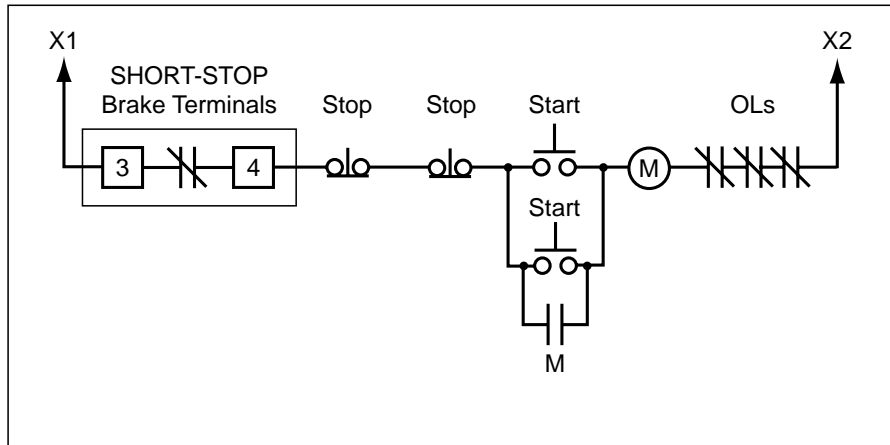 X1
X2
SHORT-STOP
Brake Terminals
Stop
Stop
Start
OLs
3
4
M
Start
M